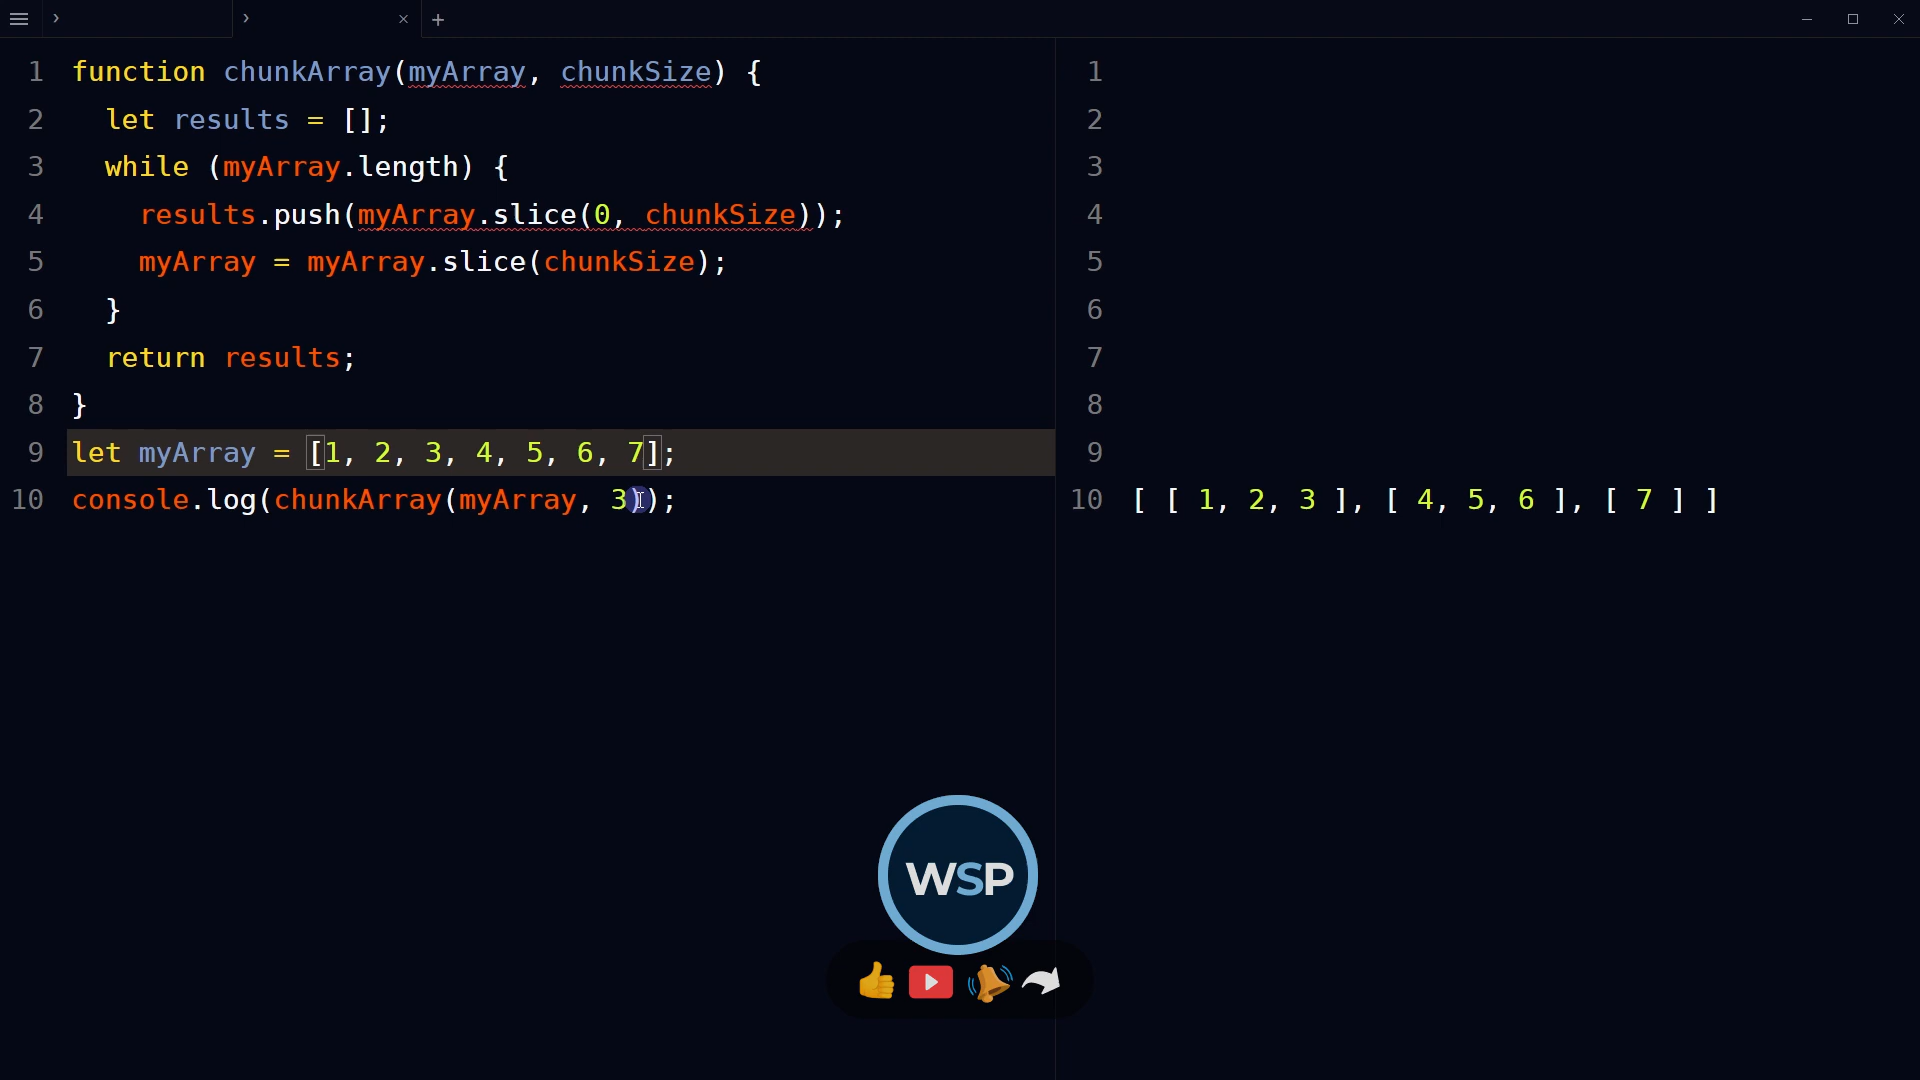 1 function chunkArray(myArray, chunkSize) {
2   let results = [];
3   while (myArray.length) {
4     results.push(myArray.slice(0, chunkSize));
5     myArray = myArray.slice(chunkSize);
6   }
7   return results;
8 }
9 let myArray = [1, 2, 3, 4, 5, 6, 7];
10 console.log(chunkArray(myArray, 3));
1
2
3
4
5
6
7
8
9
10 [ [ 1, 2, 3 ], [ 4, 5, 6 ], [ 7 ] ]
WSP